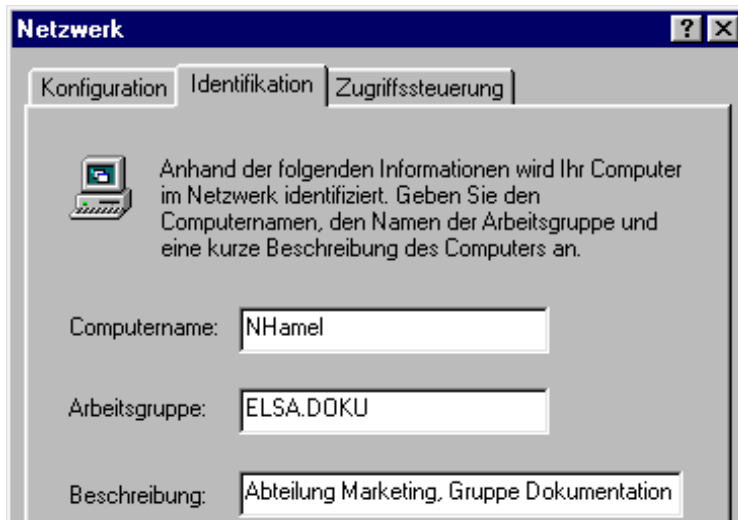 Netzwerk
Konfiguration Identifikation Zugriffssteuerung
Anhand der folgenden Informationen wird Ihr Computer
im Netzwerk identifiziert. Geben Sie den
Computernamen, den Namen der Arbeitsgruppe und
eine kurze Beschreibung des Computers an.
Computername: NHamel
Arbeitsgruppe: ELSA.DOKU
Beschreibung: Abteilung Marketing, Gruppe Dokumentation